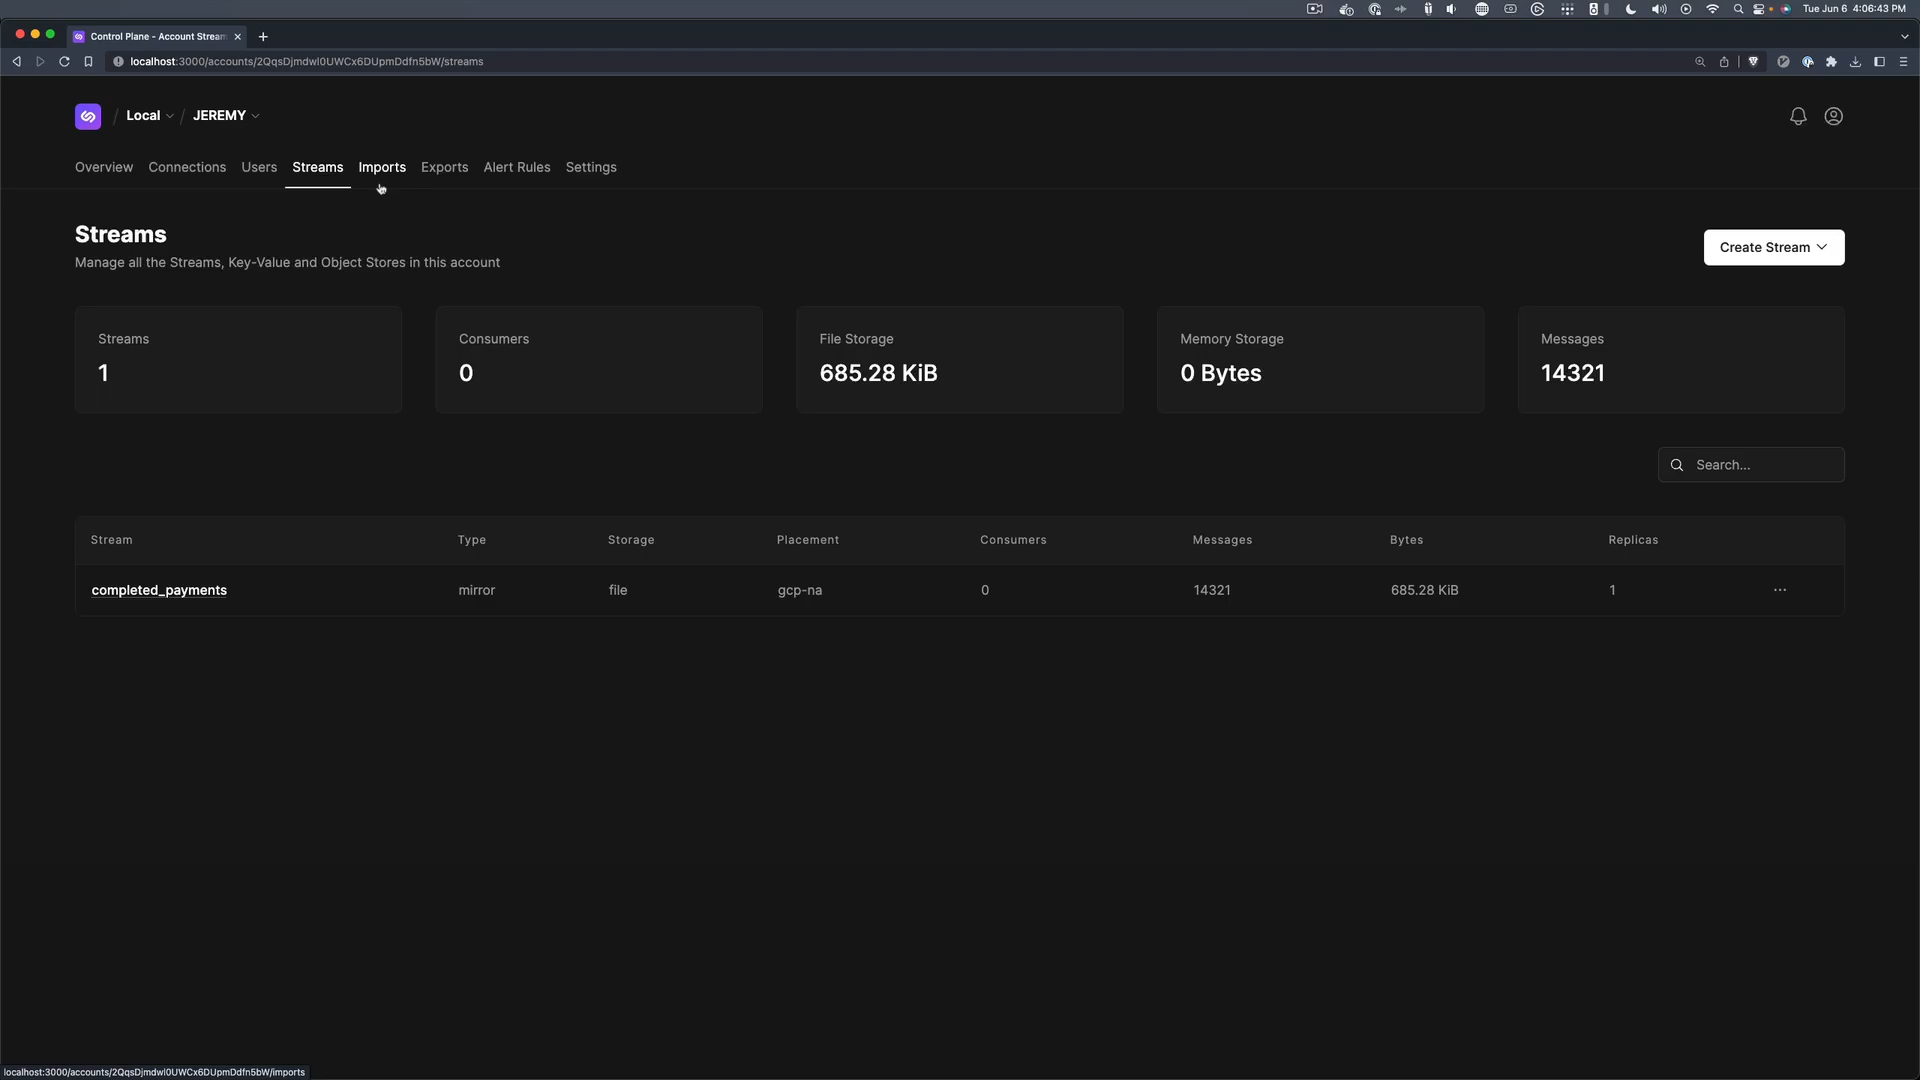 Tue Jun 6 4:06:43 PM
Control Plane - Account Stream
localhost:3000/accounts/2QqsDjmdwl0UWCx6DUpmDdfn5bW/streams
/ Local / JEREMY
Overview Connections Users Streams Imports Exports Alert Rules Settings
Streams
Manage all the Streams, Key-Value and Object Stores in this account
Create Stream
Streams Consumers File Storage Memory Storage Messages
1 0 685.28 KiB 0 Bytes 14321
Search...
Stream Type Storage Placement Consumers Messages Bytes Replicas
completed_payments mirror file gcp-na 0 14321 685.28 KiB 1 ...
localhost:3000/accounts/2QqsDjmdwl0UWCx6DUpmDdfn5bW/imports